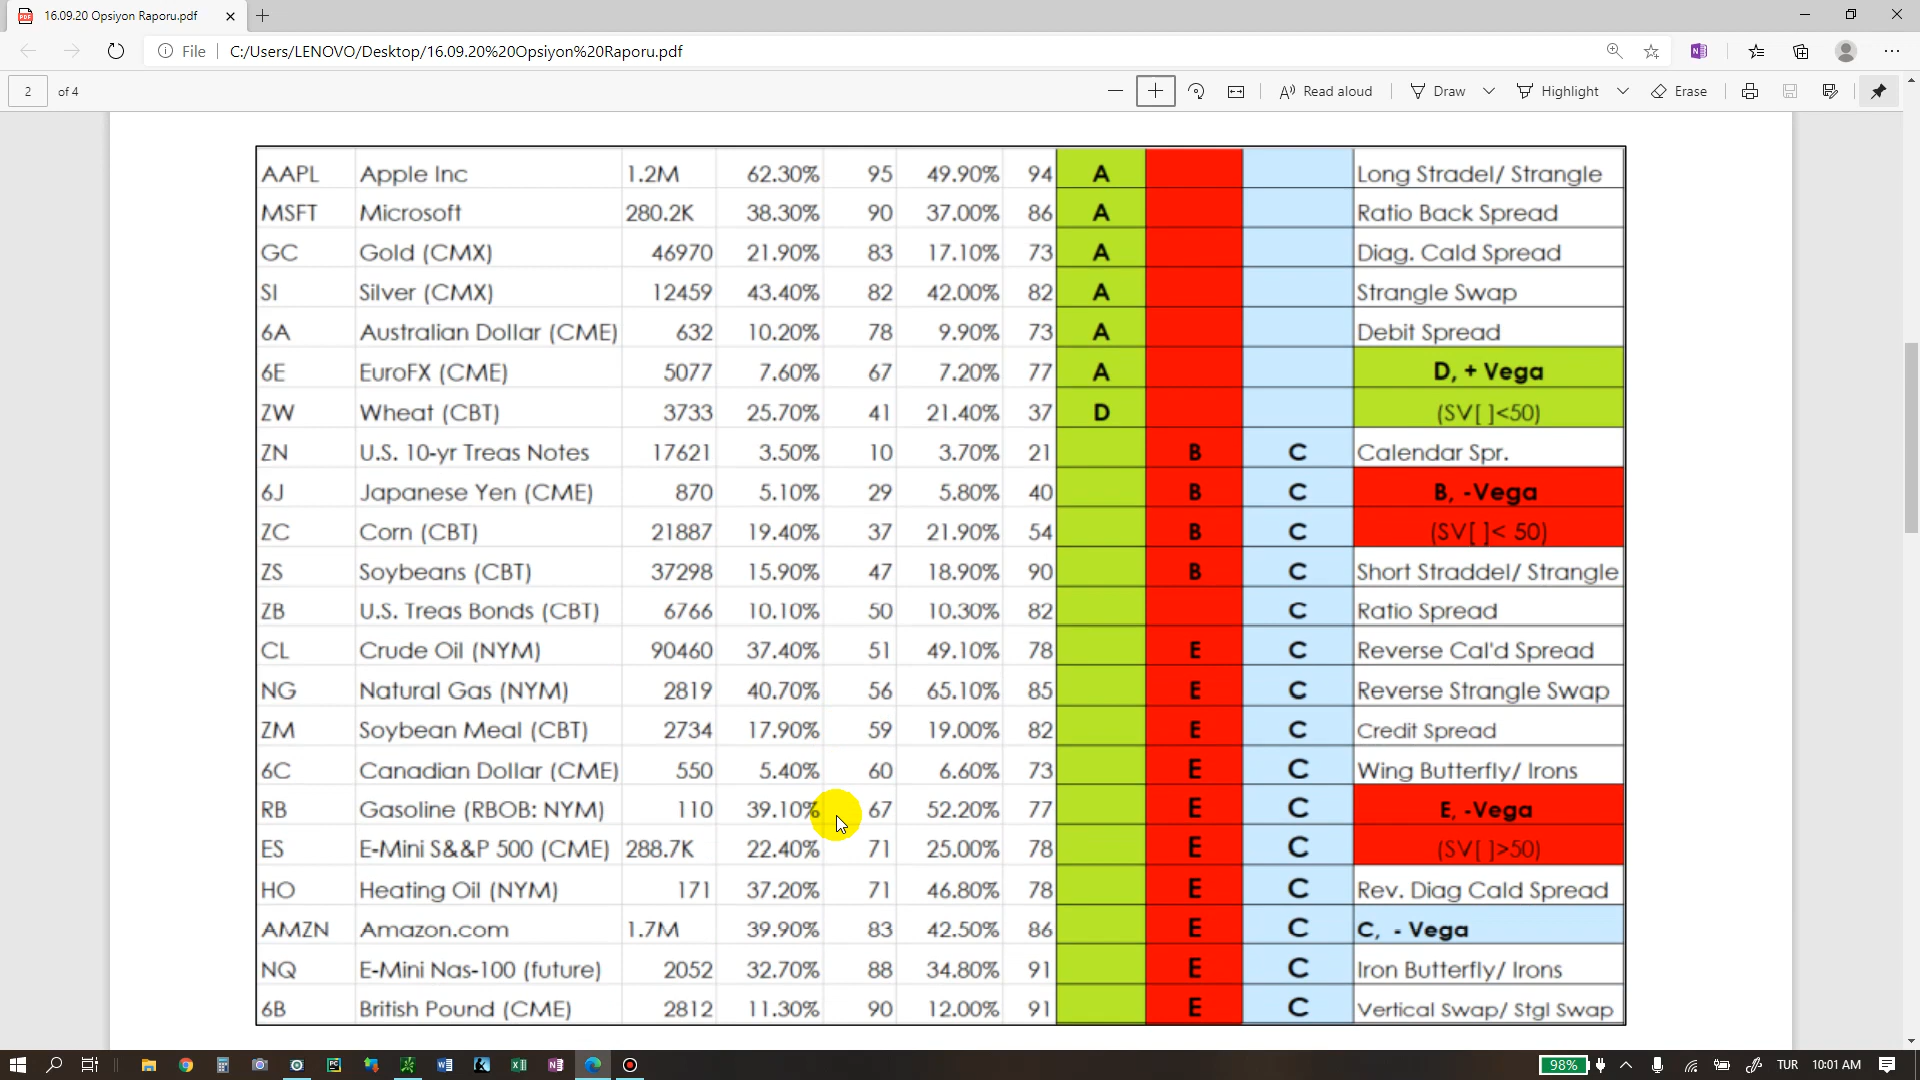 16.09.20 Opsiyon Raporu.pdf
File C:/Users/LENOVO/Desktop/16.09.20%20Opsiyon%20Raporu.pdf
2 of 4 Read aloud Draw Highlight Erase
AAPL Apple Inc 1.2M 62.30% 95 49.90% 94 A Long Stradel/ Strangle
MSFT Microsoft 280.2K 38.30% 90 37.00% 86 A Ratio Back Spread
GC Gold (CMX) 46970 21.90% 83 17.10% 73 A Diag. Cald Spread
SI Silver (CMX) 12459 43.40% 82 42.00% 82 A Strangle Swap
6A Australian Dollar (CME) 632 10.20% 78 9.90% 73 A Debit Spread
6E EuroFX (CME) 5077 7.60% 67 7.20% 77 A D, + Vega
ZW Wheat (CBT) 3733 25.70% 41 21.40% 37 D (SV[ ]<50)
ZN U.S. 10-yr Treas Notes 17621 3.50% 10 3.70% 21 B C Calendar Spr.
6J Japanese Yen (CME) 870 5.10% 29 5.80% 40 B C B, -Vega
ZC Corn (CBT) 21887 19.40% 37 21.90% 54 B C (SV[ ]< 50)
ZS Soybeans (CBT) 37298 15.90% 47 18.90% 90 B C Short Straddel/ Strangle
ZB U.S. Treas Bonds (CBT) 6766 10.10% 50 10.30% 82 C Ratio Spread
CL Crude Oil (NYM) 90460 37.40% 51 49.10% 78 E C Reverse Cal'd Spread
NG Natural Gas (NYM) 2819 40.70% 56 65.10% 85 E C Reverse Strangle Swap
ZM Soybean Meal (CBT) 2734 17.90% 59 19.00% 82 E C Credit Spread
6C Canadian Dollar (CME) 550 5.40% 60 6.60% 73 E C Wing Butterfly/ Irons
RB Gasoline (RBOB: NYM) 110 39.10% 67 52.20% 77 E C E, -Vega
ES E-Mini S&&P 500 (CME) 288.7K 22.40% 71 25.00% 78 E C (SV[ ]>50)
HO Heating Oil (NYM) 171 37.20% 71 46.80% 78 E C Rev. Diag Cald Spread
AMZN Amazon.com 1.7M 39.90% 83 42.50% 86 E C C, - Vega
NQ E-Mini Nas-100 (future) 2052 32.70% 88 34.80% 91 E C Iron Butterfly/ Irons
6B British Pound (CME) 2812 11.30% 90 12.00% 91 E C Vertical Swap/ Stgl Swap
98% TUR 10:01 AM